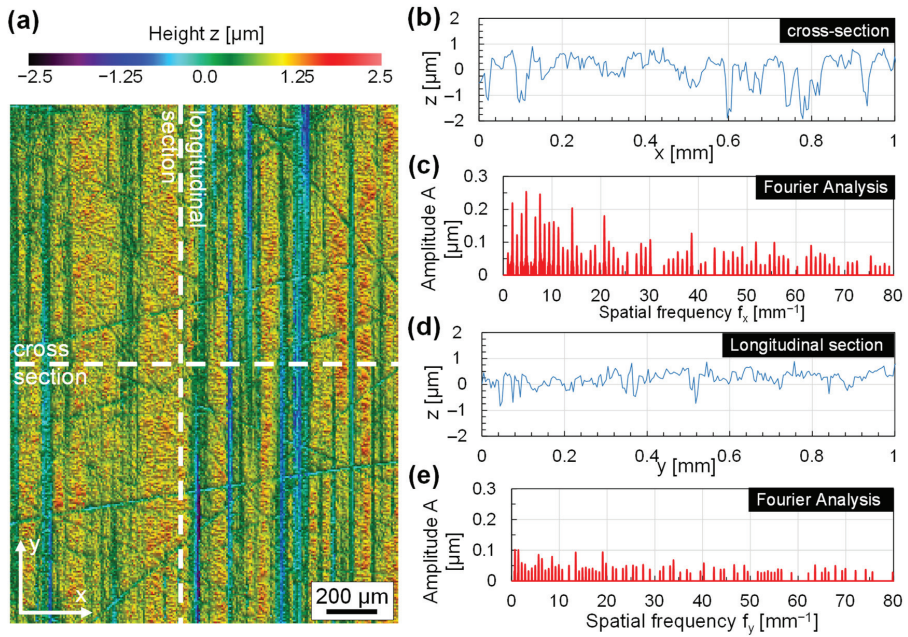 (a)
Height z [µm]
−2.5 −1.25 0.0 1.25 2.5
longitudinal
section
cross
section
y
x
200 µm
(b)
cross-section
z [µm]
2
1
0
−1
−2
0 0.2 0.4 0.6 0.8 1
x [mm]
(c)
Fourier Analysis
Amplitude A
[µm]
0.3
0.2
0.1
0
0 10 20 30 40 50 60 70 80
Spatial frequency fₓ [mm⁻¹]
(d)
Longitudinal section
z [µm]
2
1
0
−1
−2
0 0.2 0.4 0.6 0.8 1
y [mm]
(e)
Fourier Analysis
Amplitude A
[µm]
0.3
0.2
0.1
0
0 10 20 30 40 50 60 70 80
Spatial frequency f_y [mm⁻¹]